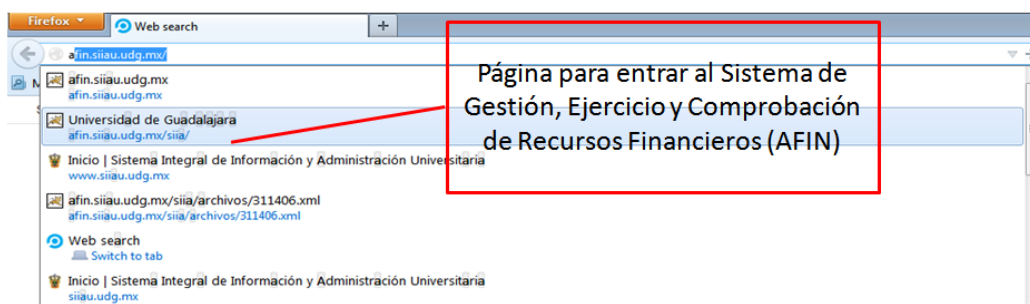 Firefox
Web search
afin.siiau.udg.mx/
afin.siiau.udg.mx
afin.siiau.udg.mx
Universidad de Guadalajara
afin.siiau.udg.mx/siia/
Inicio | Sistema Integral de Información y Administración Universitaria
www.siiau.udg.mx
afin.siiau.udg.mx/siia/archivos/311406.xml
afin.siiau.udg.mx/siia/archivos/311406.xml
Web search
Switch to tab
Inicio | Sistema Integral de Información y Administración Universitaria
siiau.udg.mx
Página para entrar al Sistema de
Gestión, Ejercicio y Comprobación
de Recursos Financieros (AFIN)